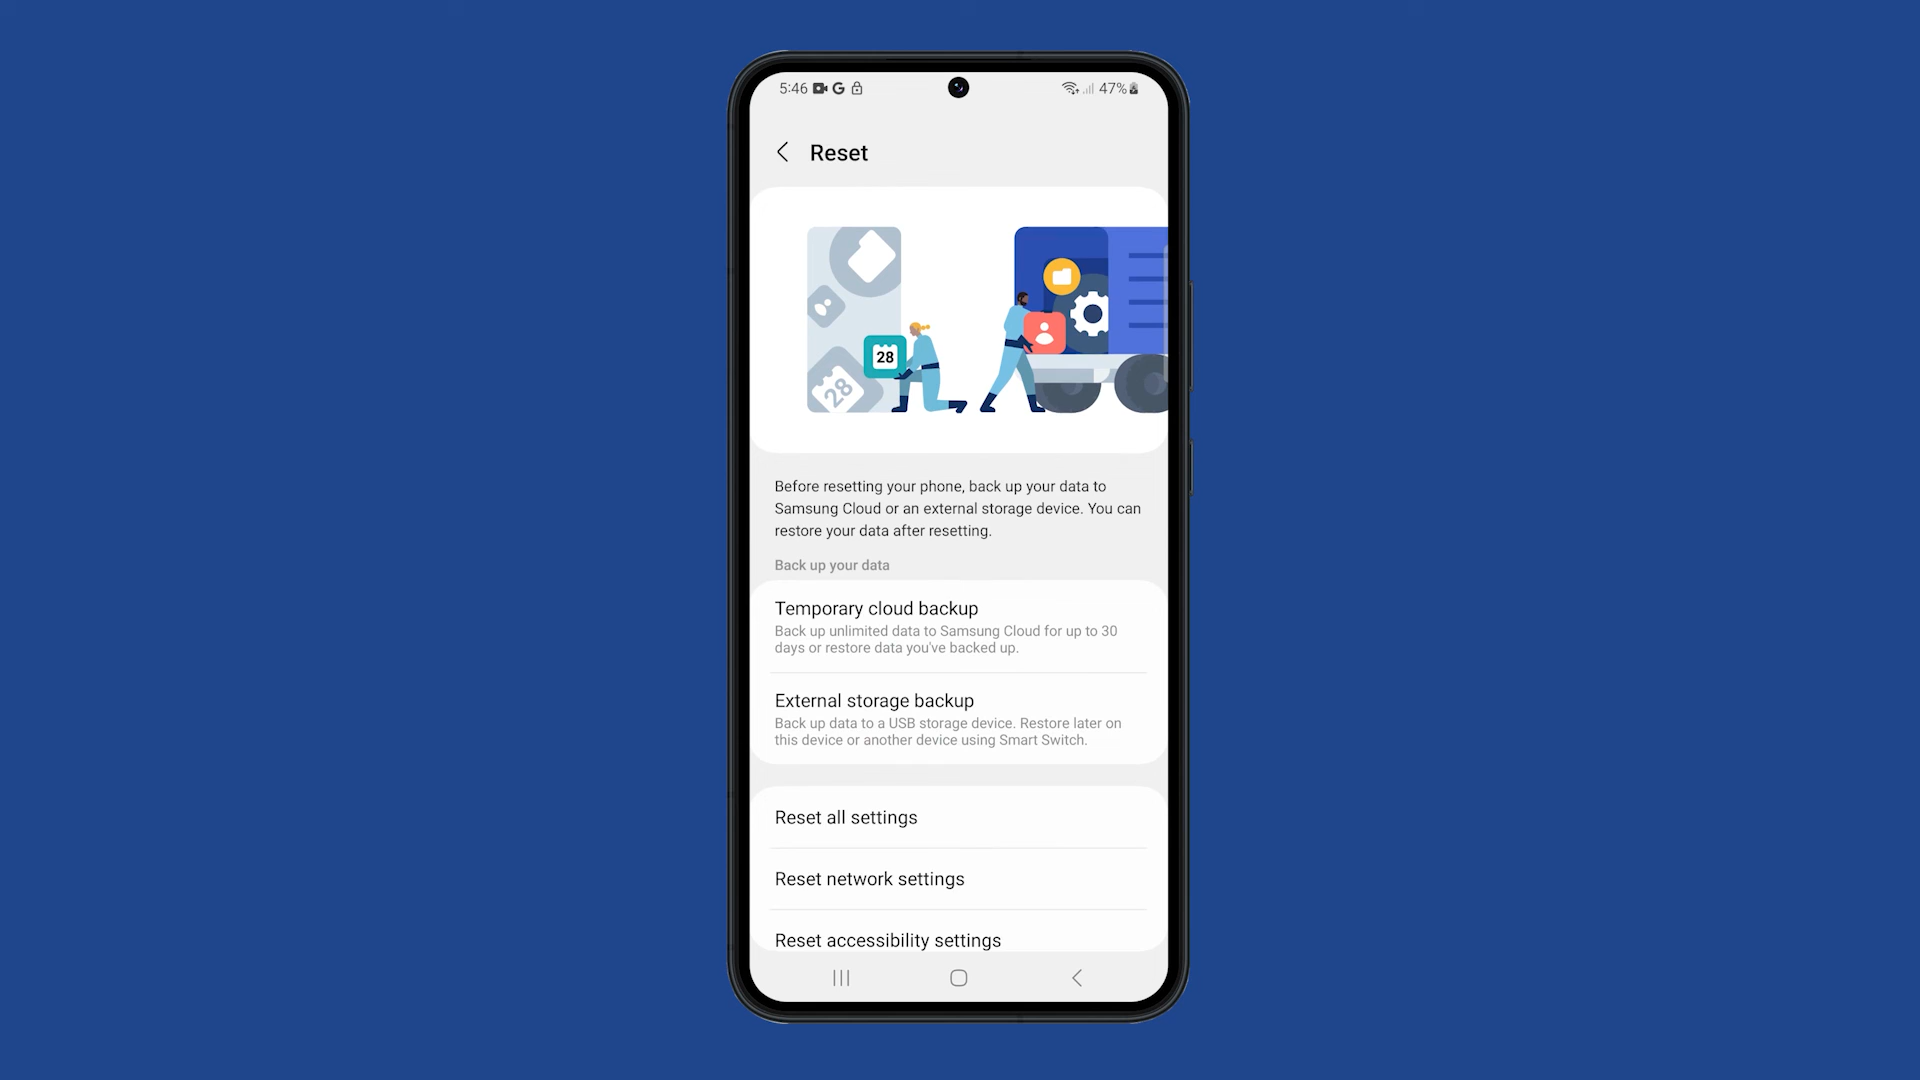 5:46 G 47%
Reset
28
28
Before resetting your phone, back up your data to
Samsung Cloud or an external storage device. You can
restore your data after resetting.
Back up your data
Temporary cloud backup
Back up unlimited data to Samsung Cloud for up to 30
days or restore data you've backed up.
External storage backup
Back up data to a USB storage device. Restore later on
this device or another device using Smart Switch.
Reset all settings
Reset network settings
Reset accessibility settings